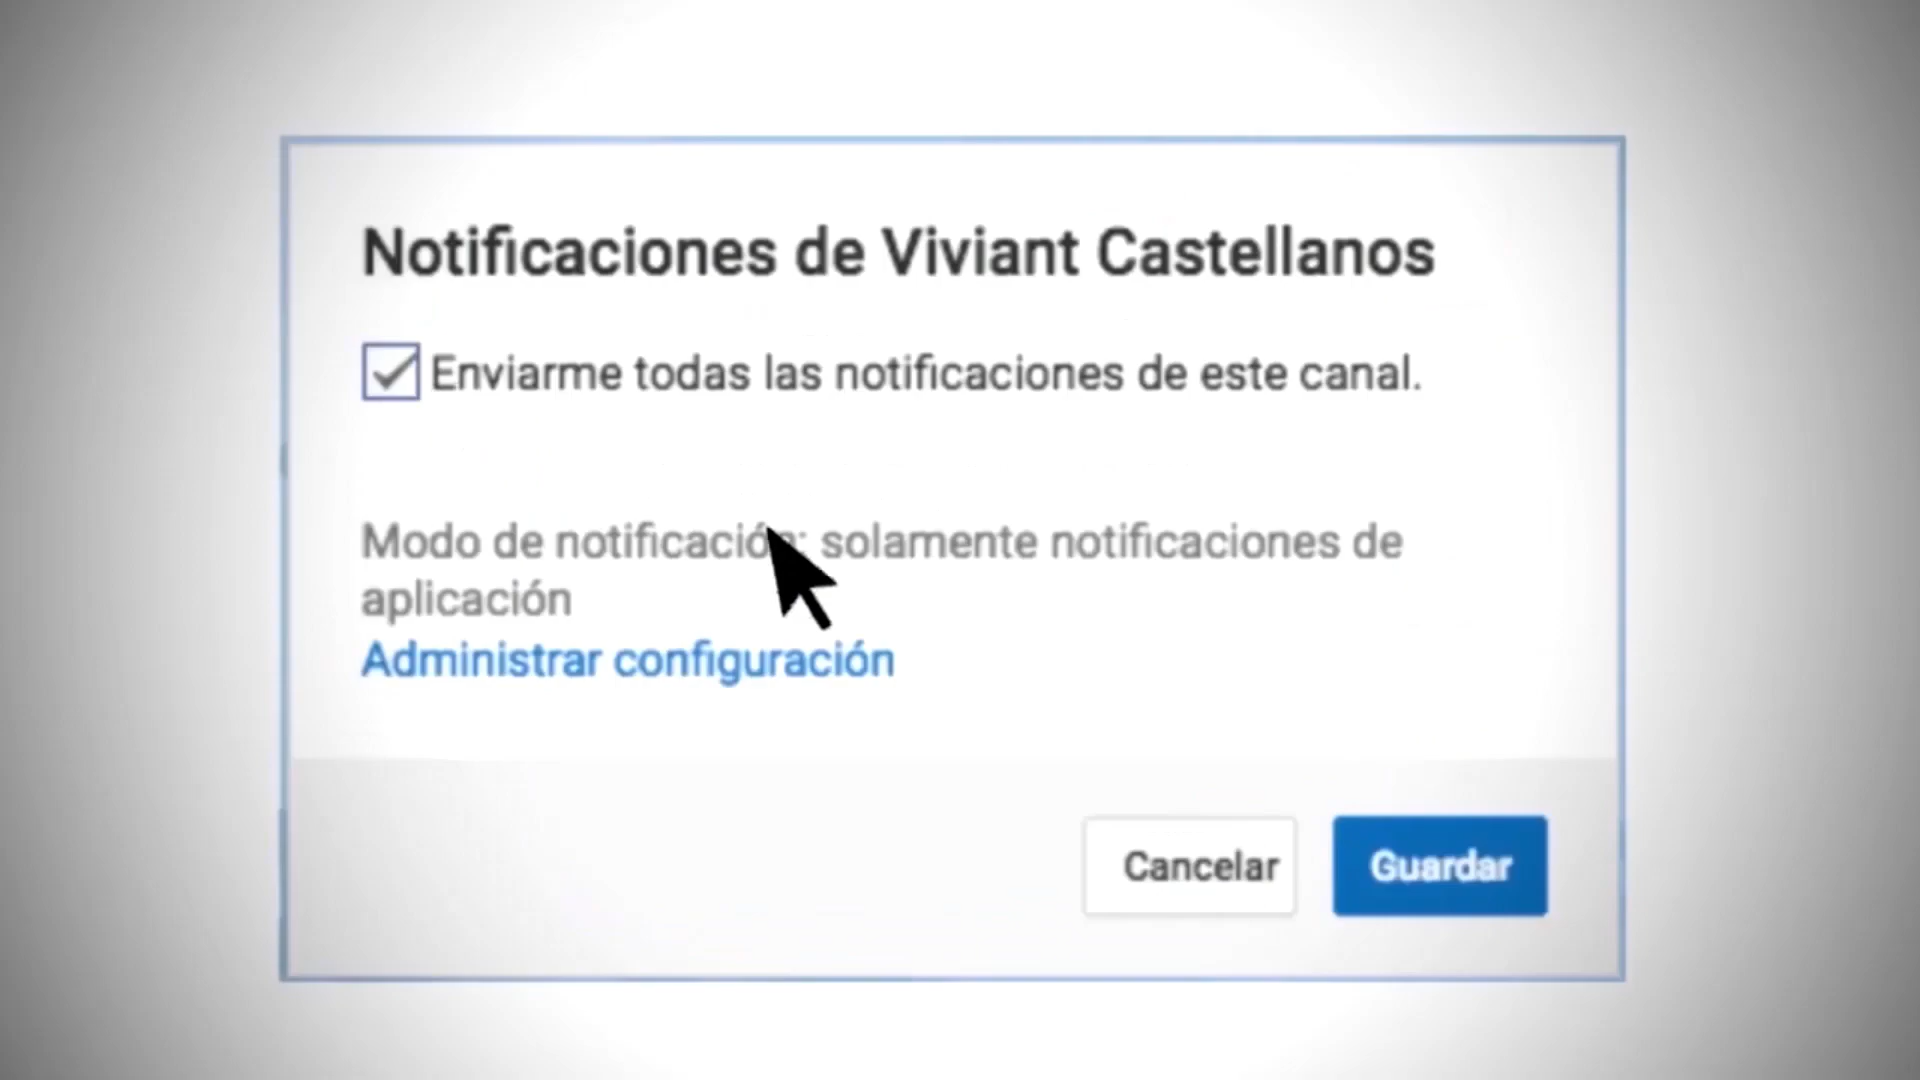 Notificaciones de Viviant Castellanos
Enviarme todas las notificaciones de este canal.
Modo de notificación: solamente notificaciones de
aplicación
Administrar configuración
Cancelar
Guardar